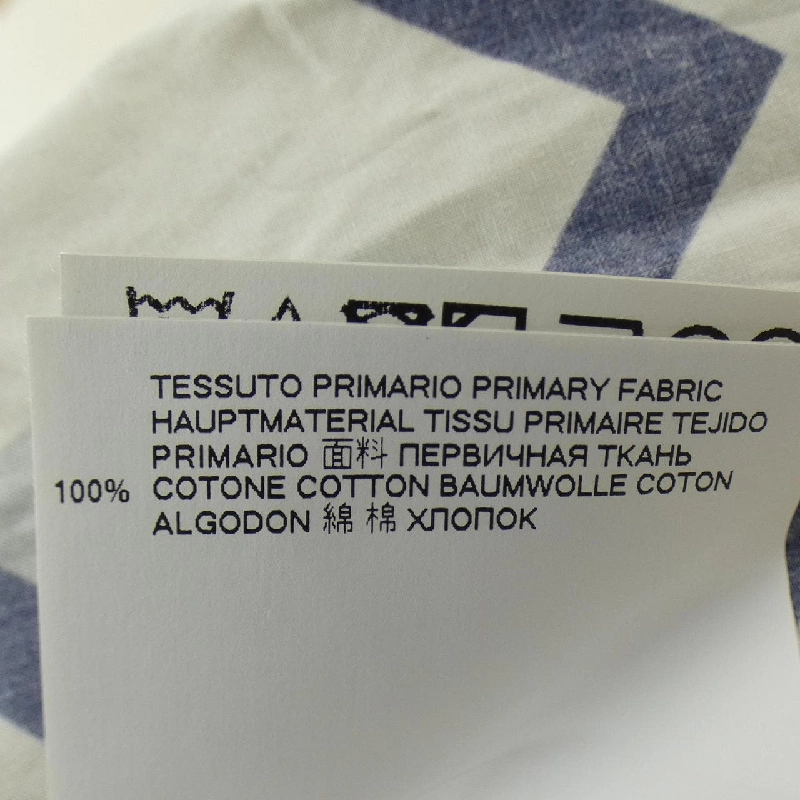 TESSUTO PRIMARIO PRIMARY FABRIC
HAUPTMATERIAL TISSU PRIMAIRE TEJIDO
PRIMARIO 面料 ПЕРВИЧНАЯ ТКАНЬ
100% COTONE COTTON BAUMWOLLE COTON
ALGODON 綿 棉 ХЛОПОК